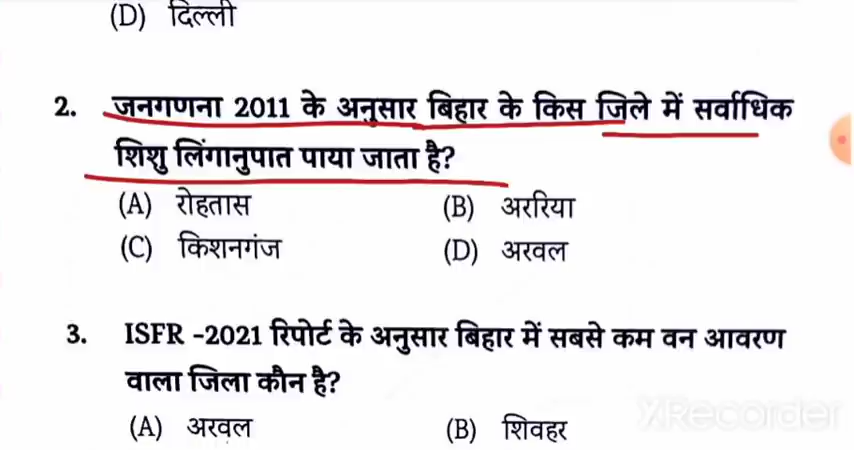 (D) दिल्ली
2. जनगणना 2011 के अनुसार बिहार के किस जिले में सर्वाधिक
शिशु लिंगानुपात पाया जाता है?
(A) रोहतास (B) अररिया
(C) किशनगंज (D) अरवल
3. ISFR -2021 रिपोर्ट के अनुसार बिहार में सबसे कम वन आवरण
वाला जिला कौन है?
(A) अरवल (B) शिवहर
XRecorder